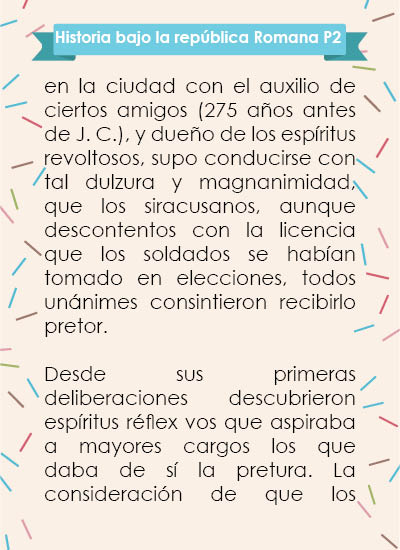 Historia bajo la república Romana P2
en la ciudad con el auxilio de
ciertos amigos (275 años antes
de J. C.), y dueño de los espíritus
revoltosos, supo conducirse con
tal dulzura y magnanimidad,
que los siracusanos, aunque
descontentos con la licencia
que los soldados se habían
tomado en elecciones, todos
unánimes consintieron recibirlo
pretor.
Desde sus primeras
deliberaciones descubrieron
espíritus réflex vos que aspiraba
a mayores cargos los que
daba de sí la pretura. La
consideración de que los